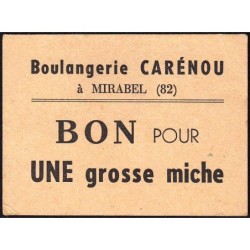 Boulangerie CARÉNOU
à MIRABEL (82)
BON POUR
UNE grosse miche